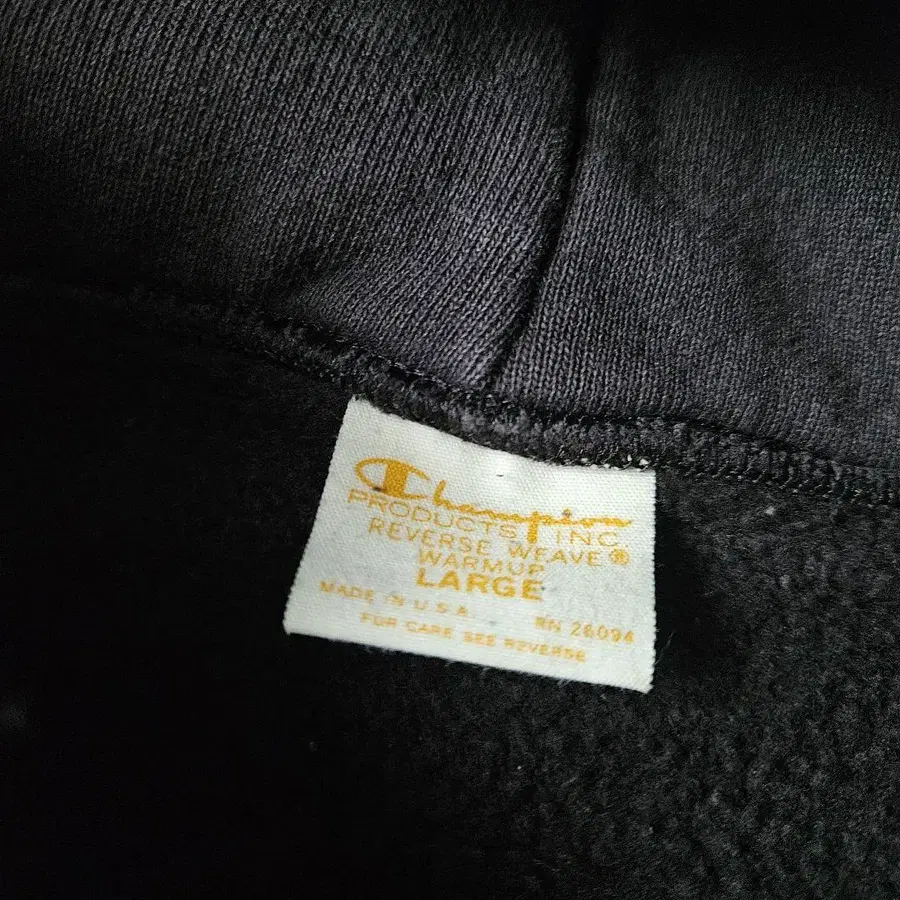 Champion
PRODUCTS INC
REVERSE WEAVE®
WARMUP
LARGE
MADE IN U.S.A. RN 26094
FOR CARE SEE REVERSE